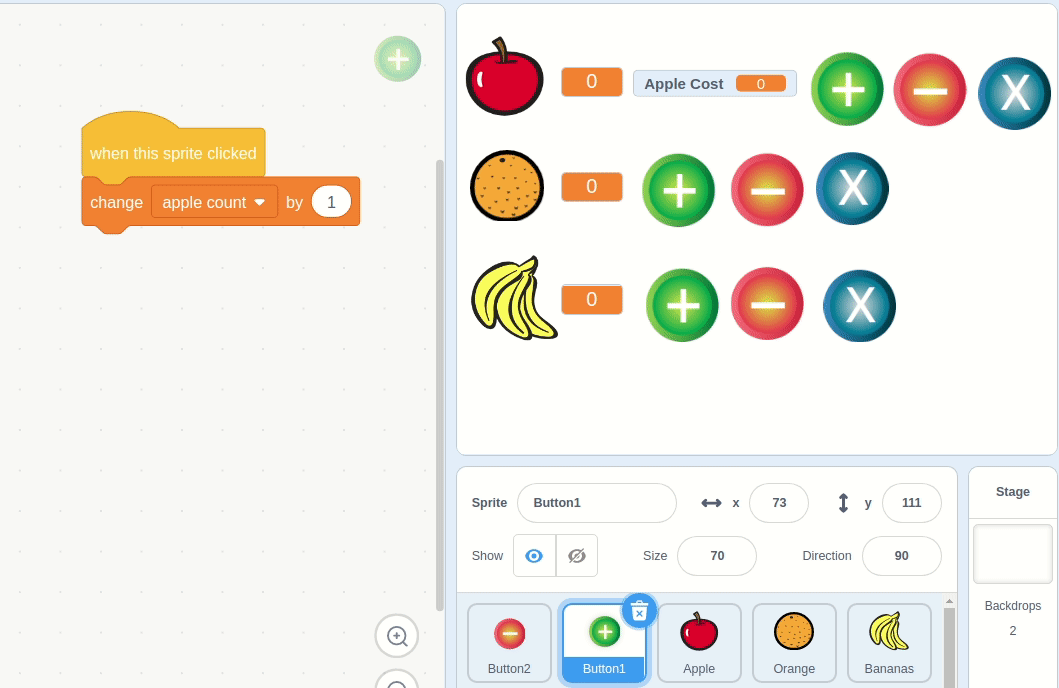 when this sprite clicked
change apple count by 1
0
Apple Cost 0
+ − X
0
+ − X
0
+ − X
Sprite Button1 x 73 y 111
Show Size 70 Direction 90
Button2 Button1 Apple Orange Bananas
Stage
Backdrops
2